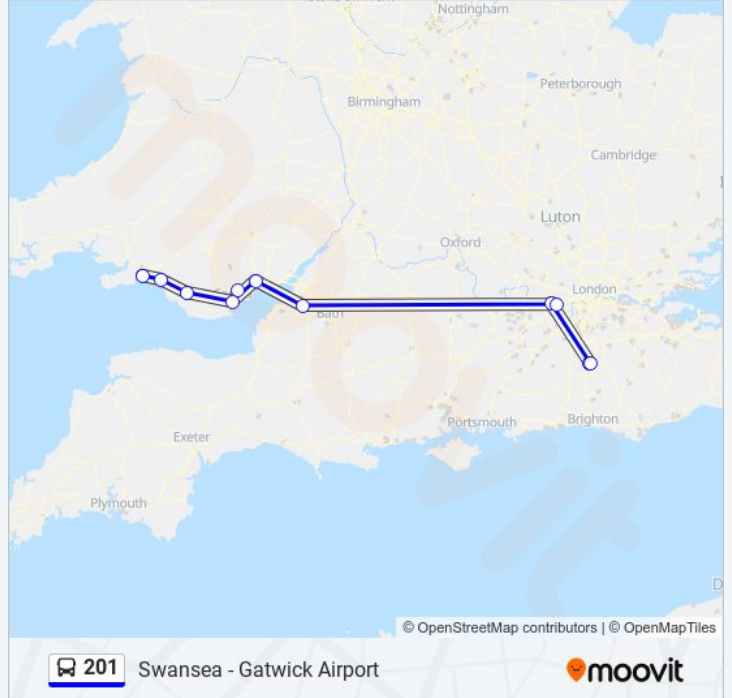 Nottingham
Peterborough
Birmingham
Cambridge
Luton
Oxford
London
Bath
Portsmouth
Brighton
Exeter
Plymouth
D
© OpenStreetMap contributors | © OpenMapTiles
201 Swansea - Gatwick Airport
moovit